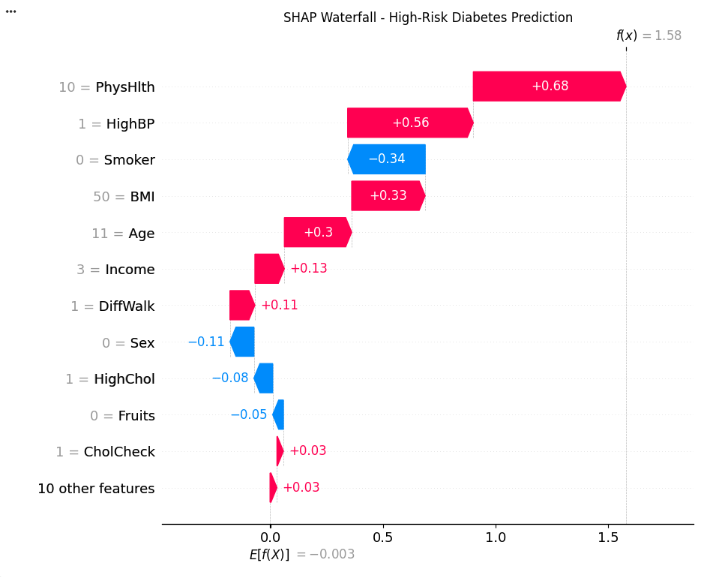 ...
SHAP Waterfall - High-Risk Diabetes Prediction
f(x) = 1.58
10 = PhysHlth +0.68
1 = HighBP +0.56
0 = Smoker −0.34
50 = BMI +0.33
11 = Age +0.3
3 = Income +0.13
1 = DiffWalk +0.11
0 = Sex −0.11
1 = HighChol −0.08
0 = Fruits −0.05
1 = CholCheck +0.03
10 other features +0.03
0.0 0.5 1.0 1.5
E[f(X)] = −0.003